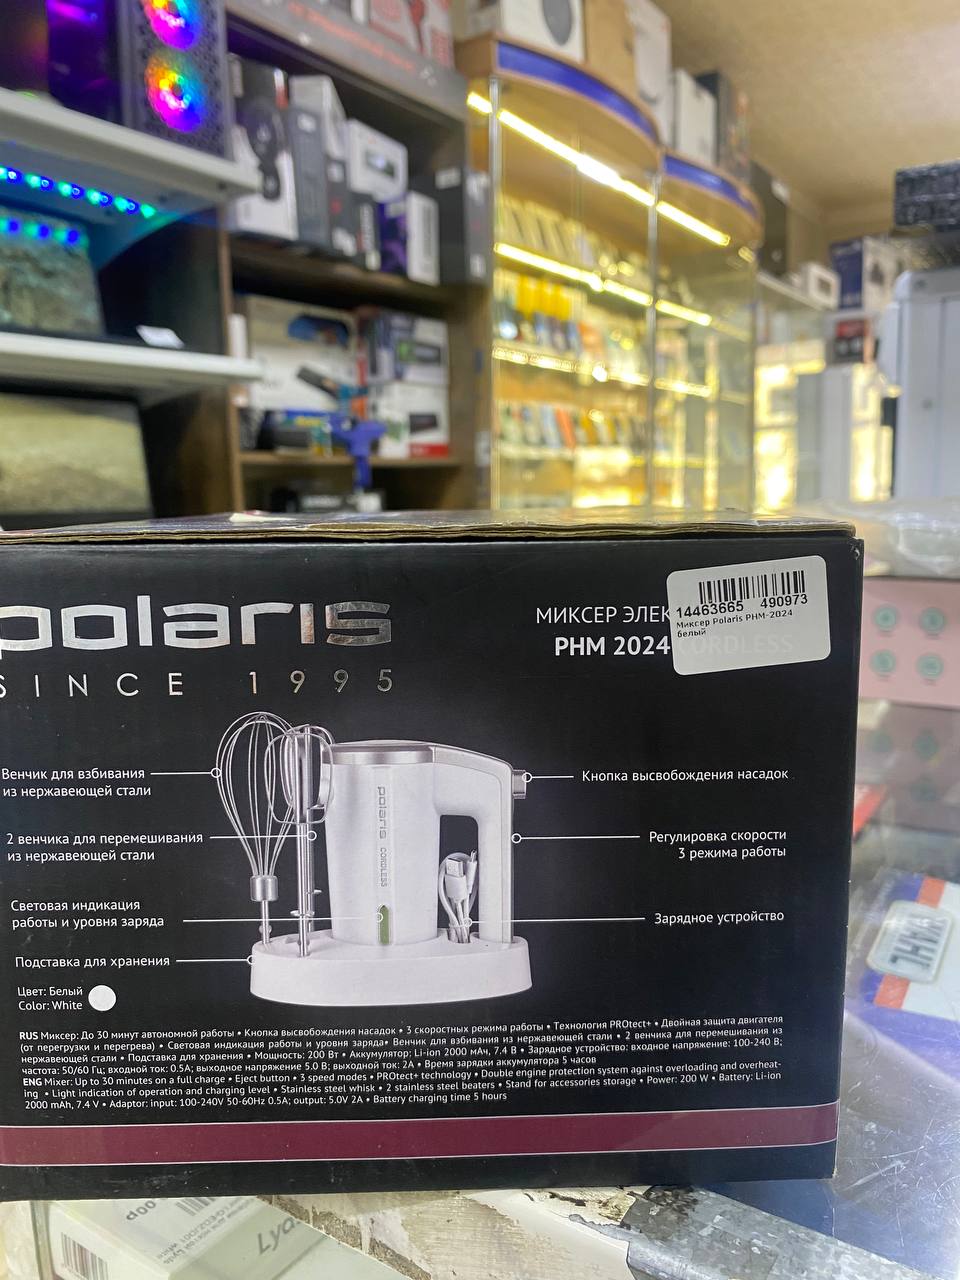 polaris
SINCE 1995
МИКСЕР ЭЛЕК
PHM 2024 CORDLESS
14463665 490973
Миксер Polaris PHM-2024
белый
Венчик для взбивания
из нержавеющей стали
2 венчика для перемешивания
из нержавеющей стали
Световая индикация
работы и уровня заряда
Подставка для хранения
Кнопка высвобождения насадок
Регулировка скорости
3 режима работы
Зарядное устройство
polaris CORDLESS
Цвет: Белый
Color: White
RUS Миксер: До 30 минут автономной работы • Кнопка высвобождения насадок • 3 скоростных режима работы • Технология PROtect+ • Двойная защита двигателя
(от перегрузки и перегрева) • Световая индикация работы и уровня заряда• Венчик для взбивания из нержавеющей стали • 2 венчика для перемешивания из
нержавеющей стали • Подставка для хранения • Мощность: 200 Вт • Аккумулятор: Li-ion 2000 мАч, 7.4 В • Зарядное устройство: входное напряжение: 100-240 В;
частота: 50/60 Гц; входной ток: 0.5А; выходное напряжение 5.0 В; выходной ток: 2А • Время зарядки аккумулятора 5 часов
ENG Mixer: Up to 30 minutes on a full charge • Eject button • 3 speed modes • PROtect+ technology • Double engine protection system against overloading and overheat-
ing • Light indication of operation and charging level • Stainless steel whisk • 2 stainless steel beaters • Stand for accessories storage • Power: 200 W • Battery: Li-ion
2000 mAh, 7.4 V • Adaptor: input: 100-240V 50-60Hz 0.5A; output: 5.0V 2A • Battery charging time 5 hours